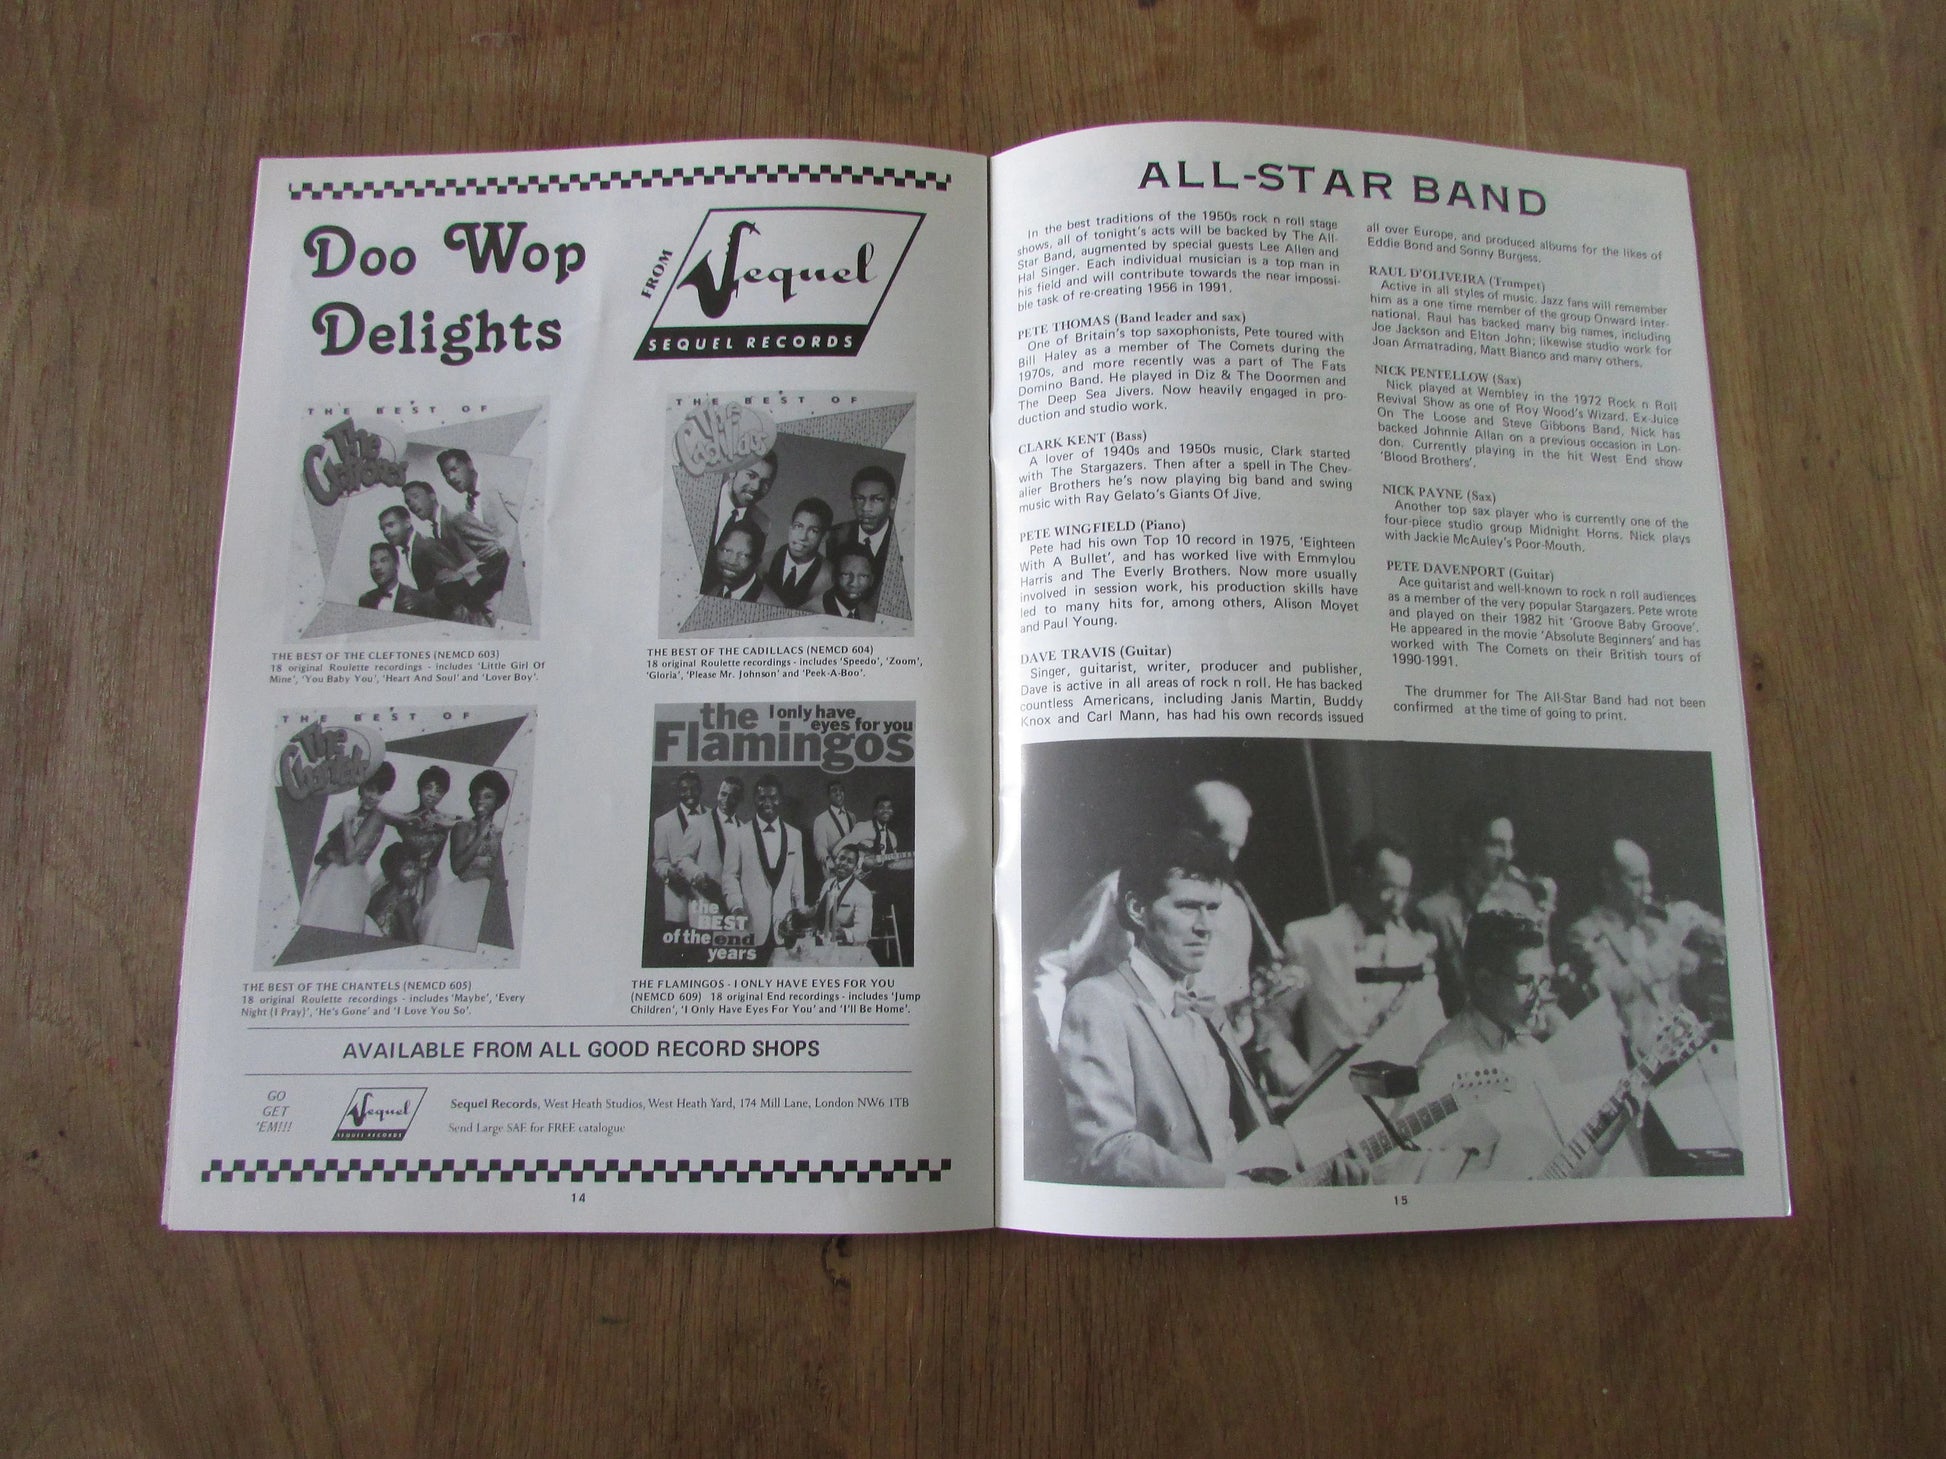 Doo Wop
Delights
FROM
Sequel
SEQUEL RECORDS
THE BEST OF
The
Cleftones
THE BEST OF THE CLEFTONES (NEMCD 603)
18 original Roulette recordings - includes 'Little Girl Of
Mine', 'You Baby You', 'Heart And Soul' and 'Lover Boy'.
THE BEST OF
The
Cadillacs
THE BEST OF THE CADILLACS (NEMCD 604)
18 original Roulette recordings - includes 'Speedo', 'Zoom',
'Gloria', 'Please Mr. Johnson' and 'Peek-A-Boo'.
THE BEST OF
The
Chantels
THE BEST OF THE CHANTELS (NEMCD 605)
18 original Roulette recordings - includes 'Maybe', 'Every
Night (I Pray)', 'He's Gone' and 'I Love You So'.
the I only have
eyes for you
Flamingos
the
BEST
of the end
years
THE FLAMINGOS - I ONLY HAVE EYES FOR YOU
(NEMCD 609) 18 original End recordings - includes 'Jump
Children', 'I Only Have Eyes For You' and 'I'll Be Home'.
AVAILABLE FROM ALL GOOD RECORD SHOPS
GO
GET
'EM!!!
Sequel
SEQUEL RECORDS
Sequel Records, West Heath Studios, West Heath Yard, 174 Mill Lane, London NW6 1TB
Send Large SAE for FREE catalogue
14
ALL-STAR BAND
In the best traditions of the 1950s rock n roll stage
shows, all of tonight's acts will be backed by The All-
Star Band, augmented by special guests Lee Allen and
Hal Singer. Each individual musician is a top man in
his field and will contribute towards the near impossi-
ble task of re-creating 1956 in 1991.
PETE THOMAS (Band leader and sax)
One of Britain's top saxophonists, Pete toured with
Bill Haley as a member of The Comets during the
1970s, and more recently was a part of The Fats
Domino Band. He played in Diz & The Doormen and
The Deep Sea Jivers. Now heavily engaged in pro-
duction and studio work.
CLARK KENT (Bass)
A lover of 1940s and 1950s music, Clark started
with The Stargazers. Then after a spell in The Chev-
alier Brothers he's now playing big band and swing
music with Ray Gelato's Giants Of Jive.
PETE WINGFIELD (Piano)
Pete had his own Top 10 record in 1975, 'Eighteen
With A Bullet', and has worked live with Emmylou
Harris and The Everly Brothers. Now more usually
involved in session work, his production skills have
led to many hits for, among others, Alison Moyet
and Paul Young.
DAVE TRAVIS (Guitar)
Singer, guitarist, writer, producer and publisher,
Dave is active in all areas of rock n roll. He has backed
countless Americans, including Janis Martin, Buddy
Knox and Carl Mann, has had his own records issued
all over Europe, and produced albums for the likes of
Eddie Bond and Sonny Burgess.
RAUL D'OLIVEIRA (Trumpet)
Active in all styles of music. Jazz fans will remember
him as a one time member of the group Onward Inter-
national. Raul has backed many big names, including
Joe Jackson and Elton John; likewise studio work for
Joan Armatrading, Matt Bianco and many others.
NICK PENTELLOW (Sax)
Nick played at Wembley in the 1972 Rock n Roll
Revival Show as one of Roy Wood's Wizard. Ex-Juice
On The Loose and Steve Gibbons Band, Nick has
backed Johnnie Allan on a previous occasion in Lon-
don. Currently playing in the hit West End show
'Blood Brothers'.
NICK PAYNE (Sax)
Another top sax player who is currently one of the
four-piece studio group Midnight Horns. Nick plays
with Jackie McAuley's Poor-Mouth.
PETE DAVENPORT (Guitar)
Ace guitarist and well-known to rock n roll audiences
as a member of the very popular Stargazers. Pete wrote
and played on their 1982 hit 'Groove Baby Groove'.
He appeared in the movie 'Absolute Beginners' and has
worked with The Comets on their British tours of
1990-1991.
The drummer for The All-Star Band had not been
confirmed at the time of going to print.
15